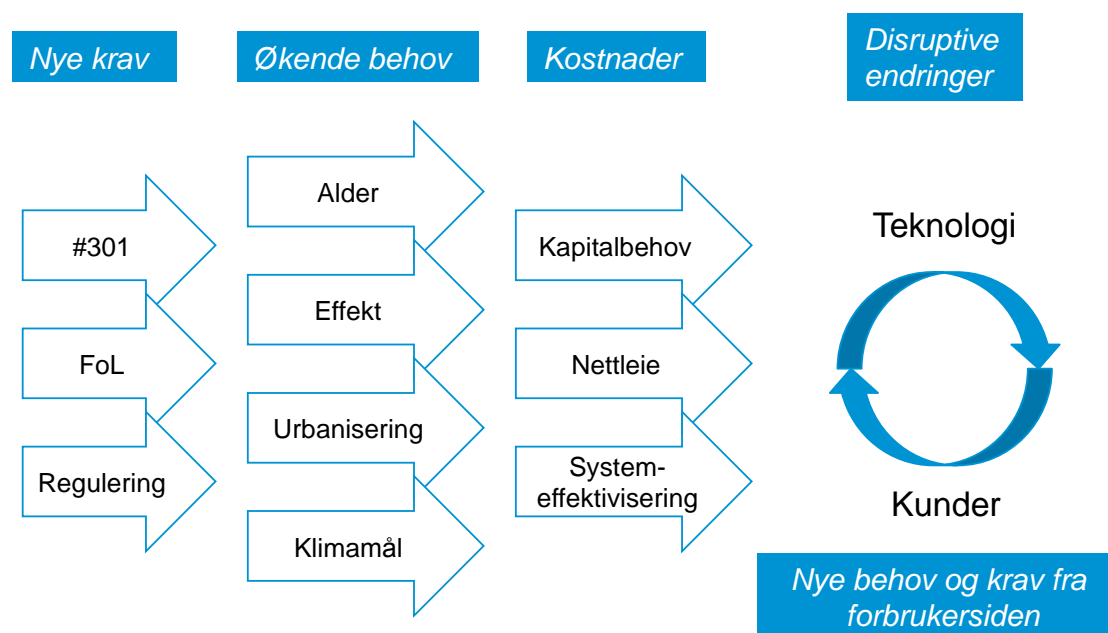 Nye krav
Økende behov
Kostnader
Disruptive
endringer
#301
FoL
Regulering
Alder
Effekt
Urbanisering
Klimamål
Kapitalbehov
Nettleie
System-
effektivisering
Teknologi
Kunder
Nye behov og krav fra
forbrukersiden